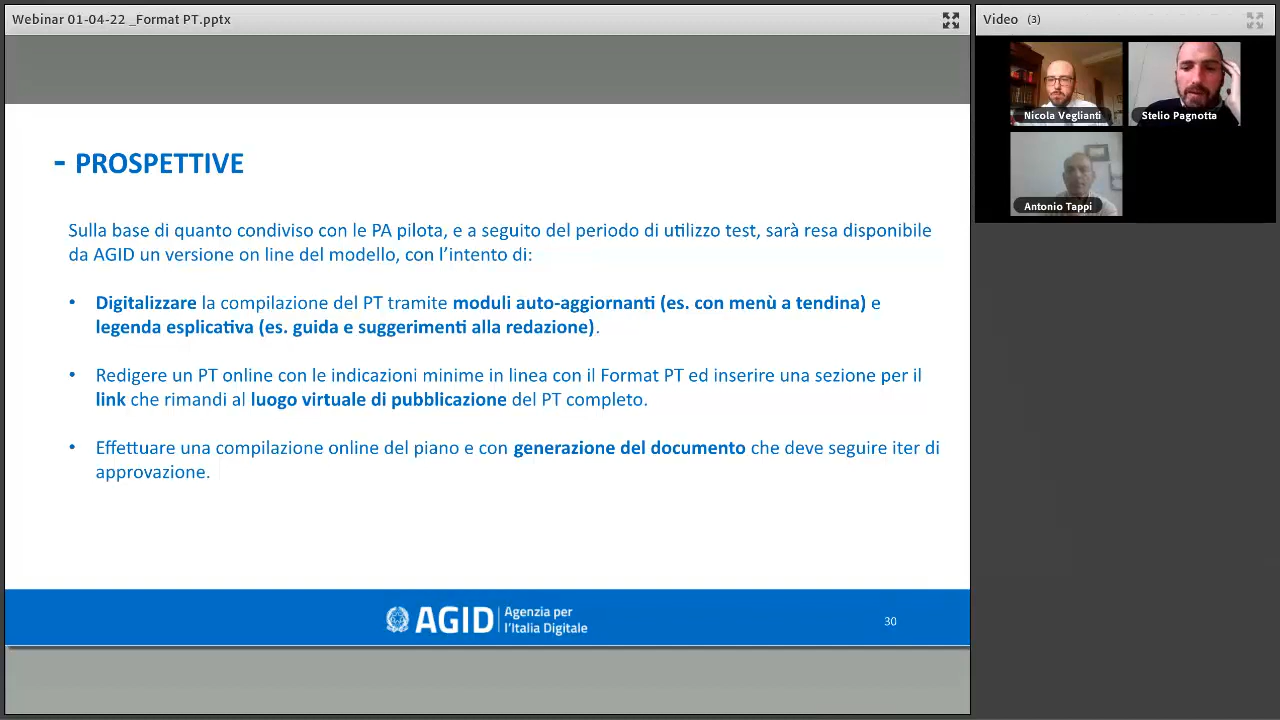 Webinar 01-04-22 _Format PT.pptx
Video (3)
Nicola Veglianti
Stelio Pagnotta
Antonio Tappi
- PROSPETTIVE
Sulla base di quanto condiviso con le PA pilota, e a seguito del periodo di utilizzo test, sarà resa disponibile
da AGID un versione on line del modello, con l’intento di:
• Digitalizzare la compilazione del PT tramite moduli auto-aggiornanti (es. con menù a tendina) e
legenda esplicativa (es. guida e suggerimenti alla redazione).
• Redigere un PT online con le indicazioni minime in linea con il Format PT ed inserire una sezione per il
link che rimandi al luogo virtuale di pubblicazione del PT completo.
• Effettuare una compilazione online del piano e con generazione del documento che deve seguire iter di
approvazione.
AGID
Agenzia per
l’Italia Digitale
30